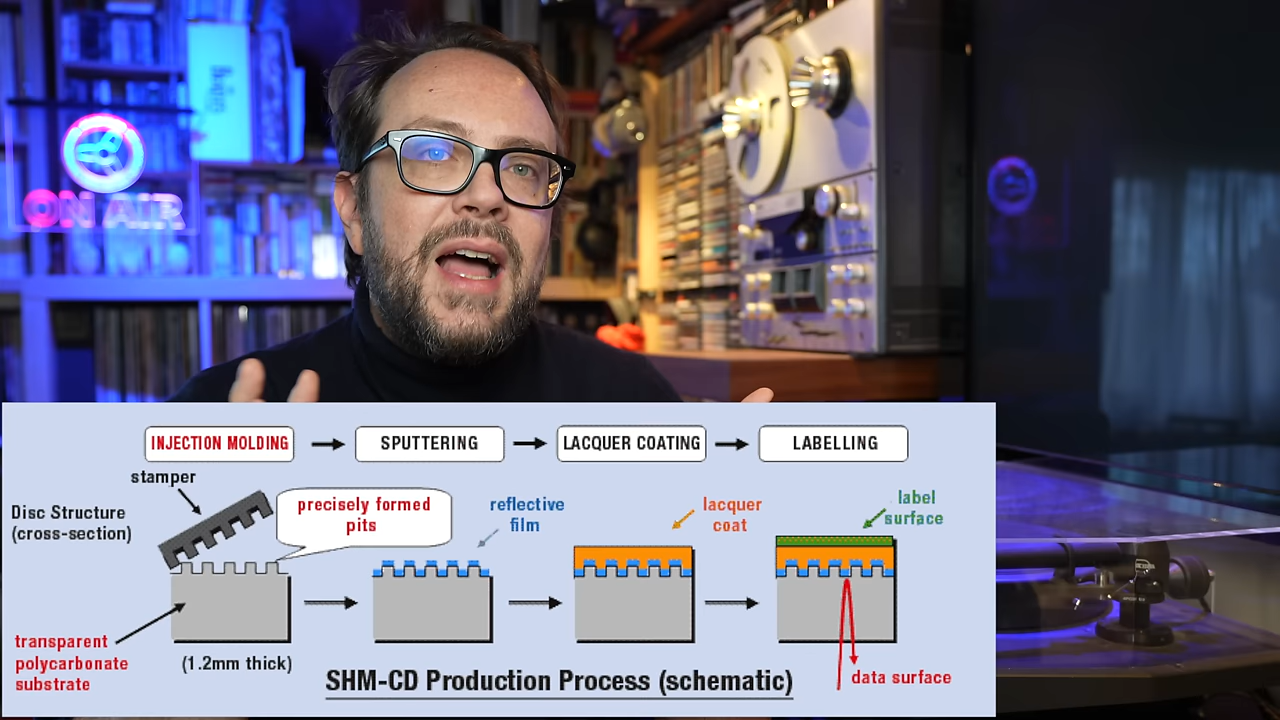 ON AIR
INJECTION MOLDING
SPUTTERING
LACQUER COATING
LABELLING
stamper
Disc Structure
(cross-section)
precisely formed
pits
reflective
film
lacquer
coat
label
surface
transparent
polycarbonate
substrate
(1.2mm thick)
SHM-CD Production Process (schematic)
data surface